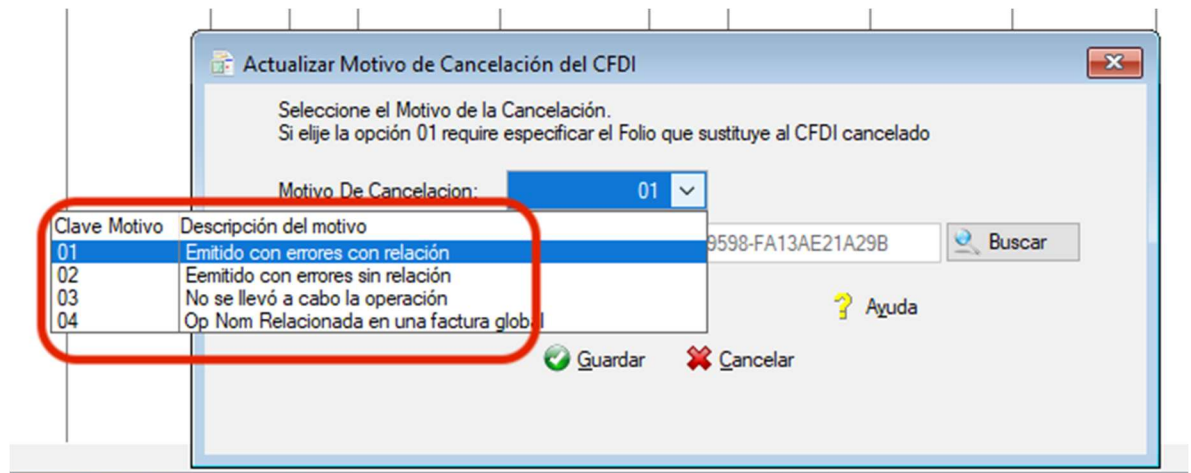 Actualizar Motivo de Cancelación del CFDI
Seleccione el Motivo de la Cancelación.
Si elije la opción 01 require especificar el Folio que sustituye al CFDI cancelado
Motivo De Cancelacion: 01
Clave Motivo Descripción del motivo
01 Emitido con errores con relación
02 Eemitido con errores sin relación
03 No se llevó a cabo la operación
04 Op Nom Relacionada en una factura global
9598-FA13AE21A29B Buscar
Ayuda
Guardar Cancelar